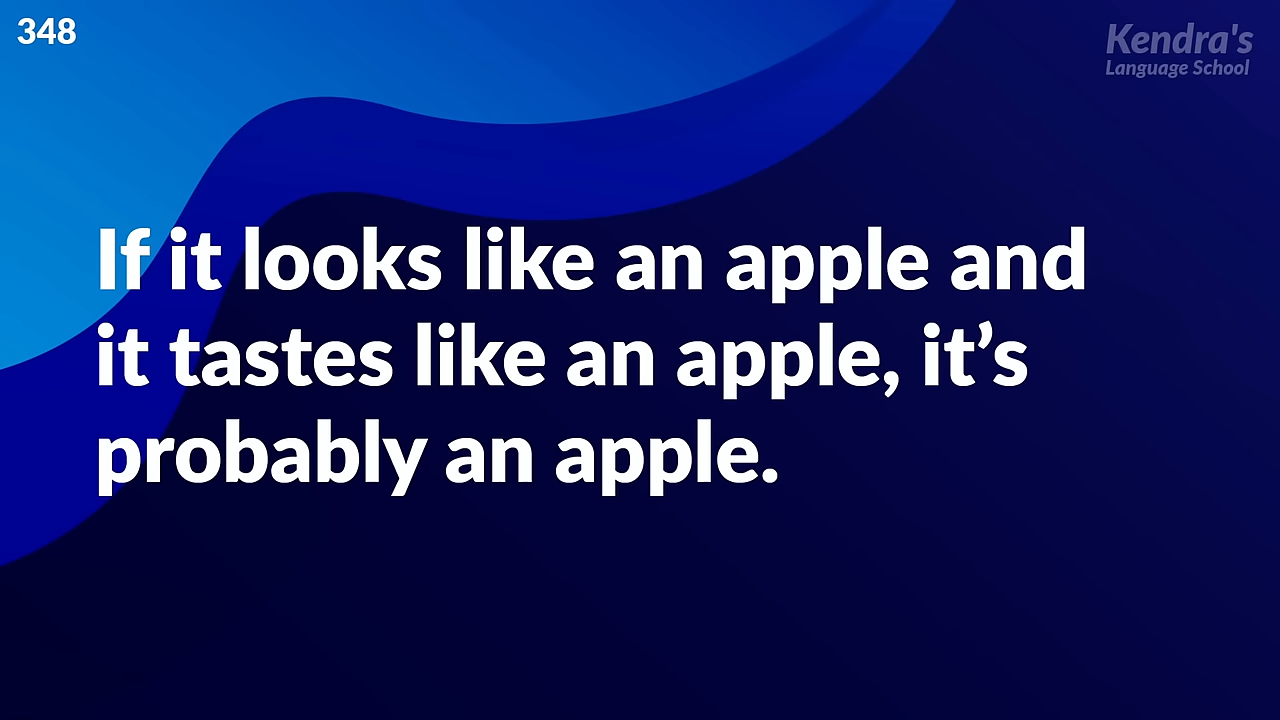 348
Kendra's
Language School
If it looks like an apple and
it tastes like an apple, it’s
probably an apple.